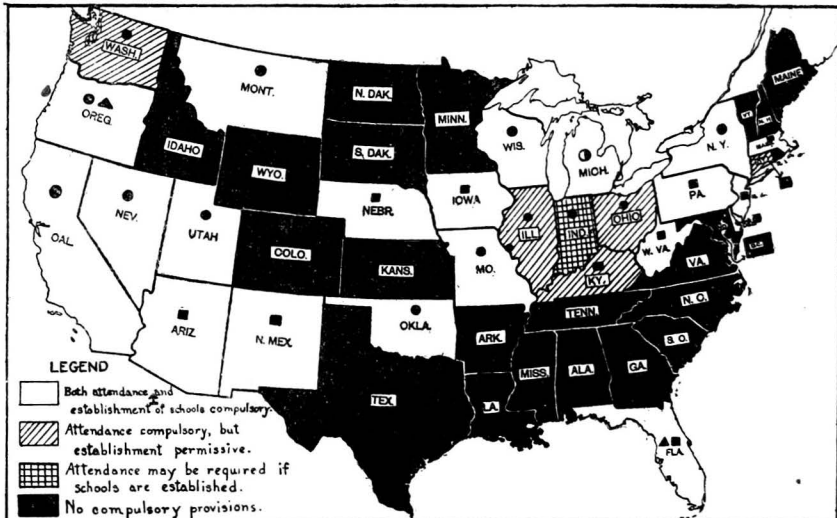 WASH.
MONT.
N. DAK.
MINN.
MAINE
OREG.
IDAHO
WYO.
S. DAK.
WIS.
MICH.
N. Y.
VT.
N. H.
MASS.
CAL.
NEV.
UTAH
NEBR.
IOWA
ILL.
IND.
OHIO
PA.
COLO.
KANS.
MO.
KY.
W. VA.
VA.
ARIZ.
N. MEX.
OKLA.
ARK.
TENN.
N. C.
S. C.
TEX.
LA.
MISS.
ALA.
GA.
FLA.
LEGEND
Both attendance and
establishment of schools compulsory.
Attendance compulsory, but
establishment permissive.
Attendance may be required if
schools are established.
No compulsory provisions.